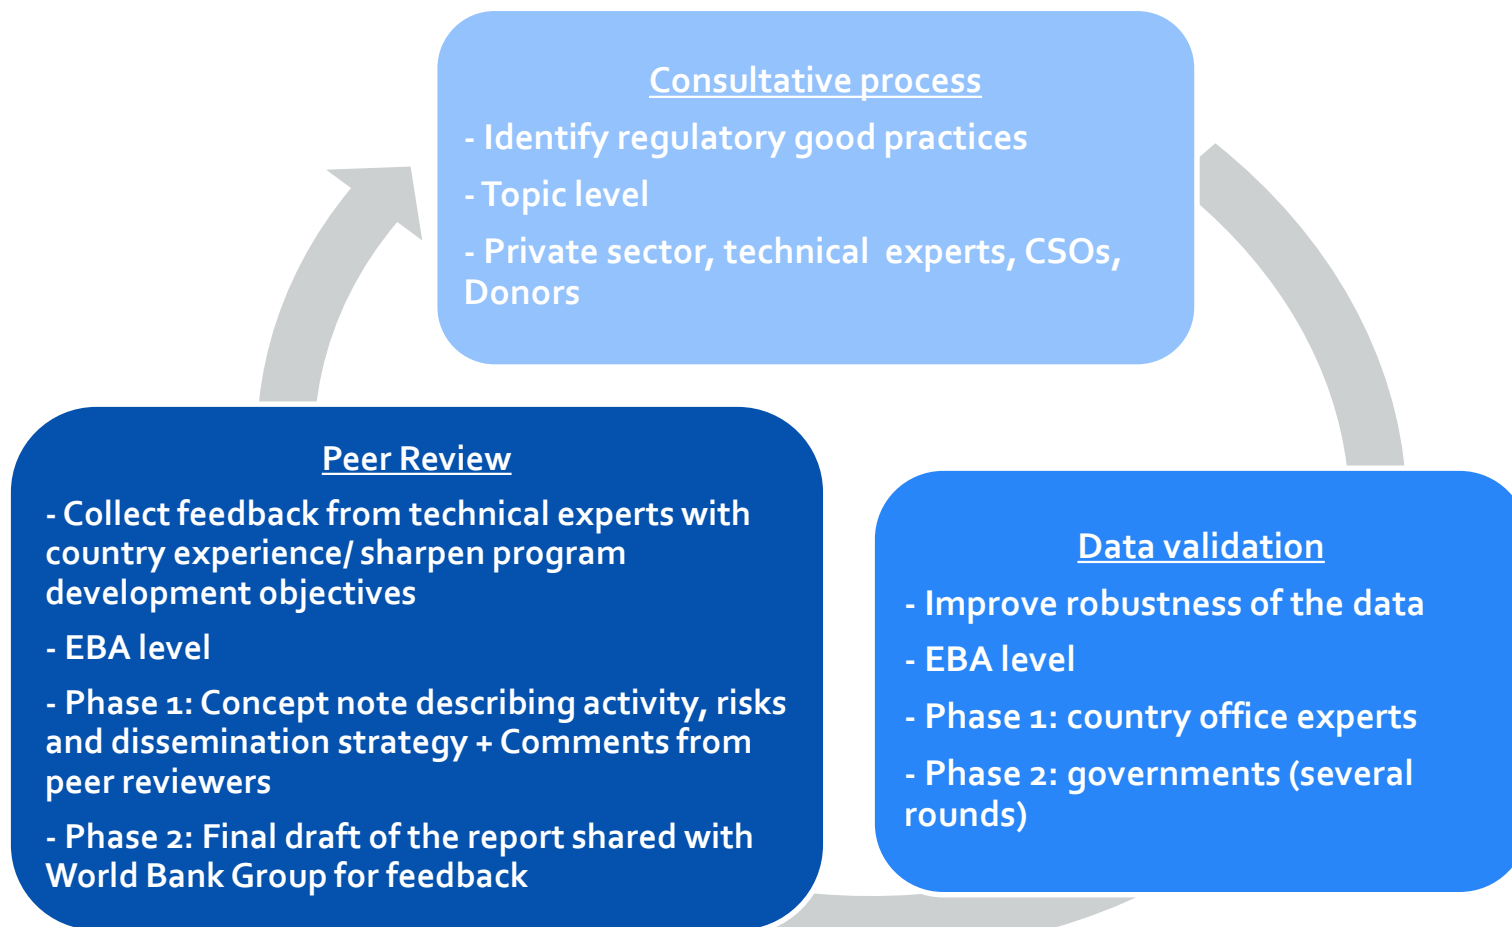 Consultative process
- Identify regulatory good practices
- Topic level
- Private sector, technical experts, CSOs,
Donors
Peer Review
- Collect feedback from technical experts with
country experience/ sharpen program
development objectives
- EBA level
- Phase 1: Concept note describing activity, risks
and dissemination strategy + Comments from
peer reviewers
- Phase 2: Final draft of the report shared with
World Bank Group for feedback
Data validation
- Improve robustness of the data
- EBA level
- Phase 1: country office experts
- Phase 2: governments (several
rounds)